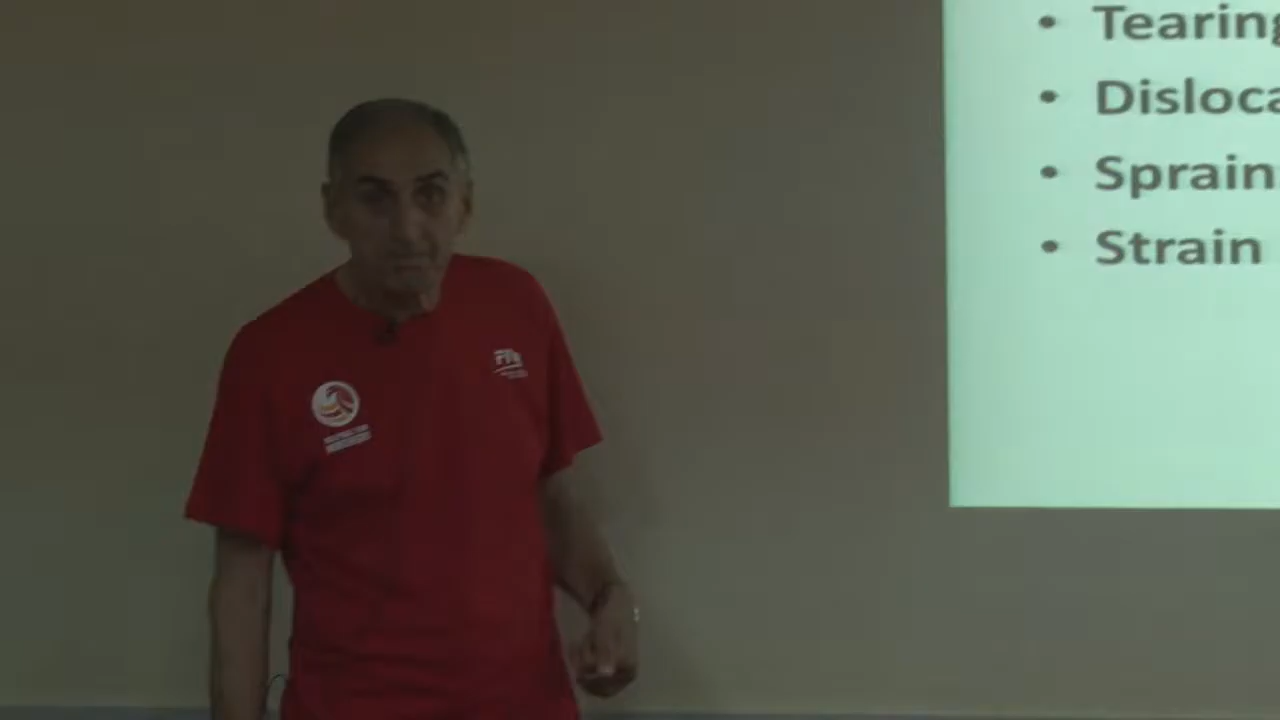 • Tearing
• Disloca
• Sprain
• Strain